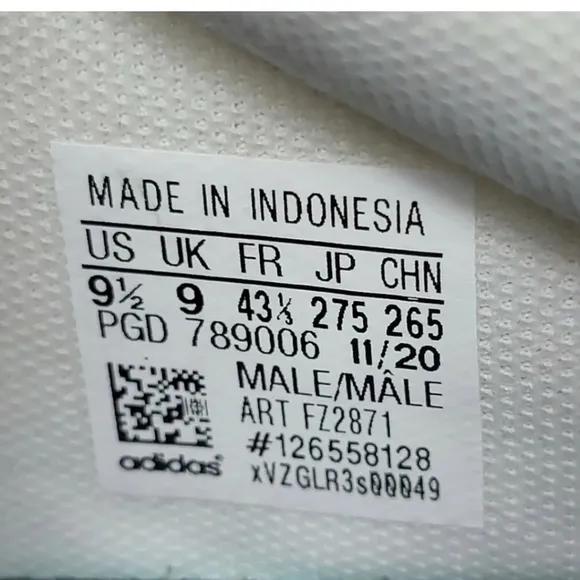 MADE IN INDONESIA
US UK FR JP CHN
9½ 9 43⅓ 275 265
PGD 789006 11/20
MALE/MÂLE
ART FZ2871
#126558128
xVZGLR3s00049
adidas